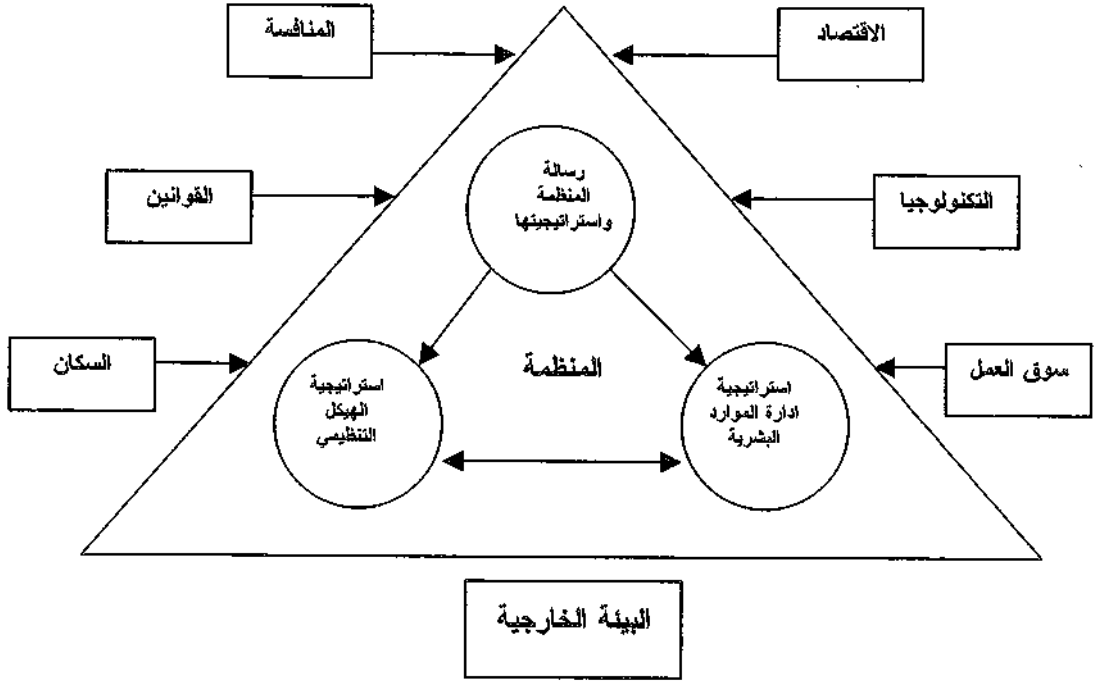 الاقتصاد
المنافسة
رسالة
المنظمة
واستراتيجيتها
التكنولوجيا
القوانين
المنظمة
سوق العمل
السكان
استراتيجية
ادارة الموارد
البشرية
استراتيجية
الهيكل
التنظيمي
البيئة الخارجية